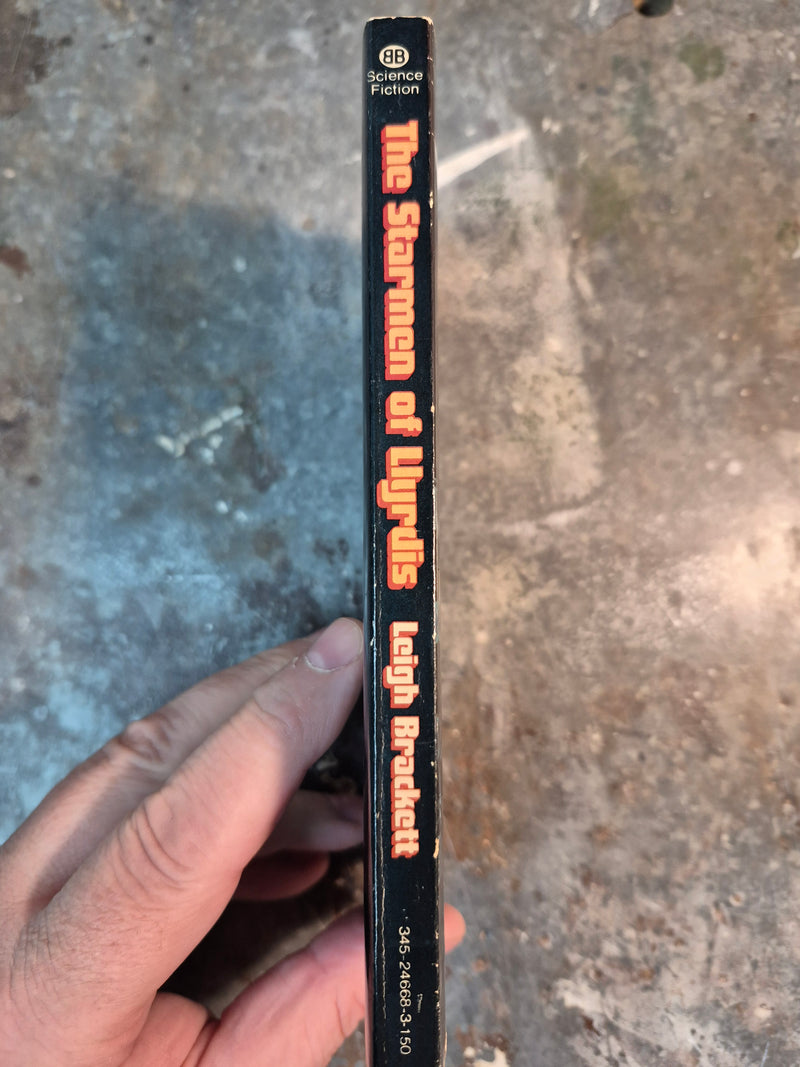 BB
Science
Fiction
The Starmen of Llyrdis Leigh Brackett
345-24668-3-150